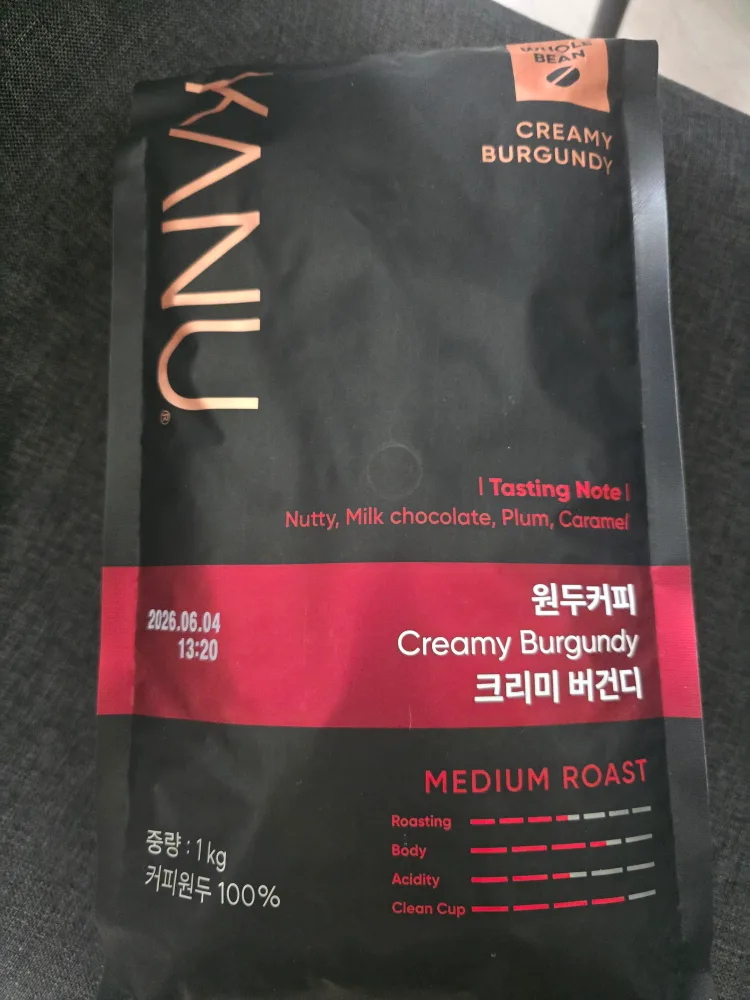 WHOLE
BEAN
CREAMY
BURGUNDY
KANU
®
| Tasting Note |
Nutty, Milk chocolate, Plum, Caramel
2026.06.04
13:20
원두커피
Creamy Burgundy
크리미 버건디
MEDIUM ROAST
Roasting
Body
Acidity
Clean Cup
중량 : 1kg
커피원두 100%